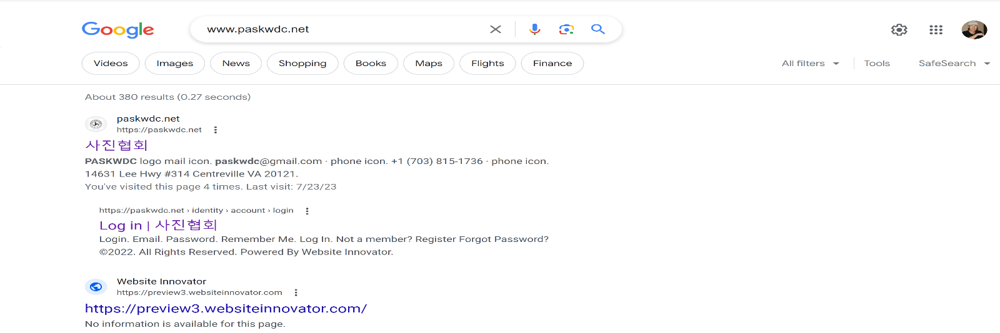 Google
www.paskwdc.net
Videos Images News Shopping Books Maps Flights Finance All filters Tools SafeSearch
About 380 results (0.27 seconds)
paskwdc.net
https://paskwdc.net
사진협회
PASKWDC logo mail icon. paskwdc@gmail.com · phone icon. +1 (703) 815-1736 · phone icon.
14631 Lee Hwy #314 Centreville VA 20121.
You've visited this page 4 times. Last visit: 7/23/23
https://paskwdc.net › identity › account › login
Log in | 사진협회
Login. Email. Password. Remember Me. Log In. Not a member? Register Forgot Password?
©2022. All Rights Reserved. Powered By Website Innovator.
Website Innovator
https://preview3.websiteinnovator.com
https://preview3.websiteinnovator.com/
No information is available for this page.